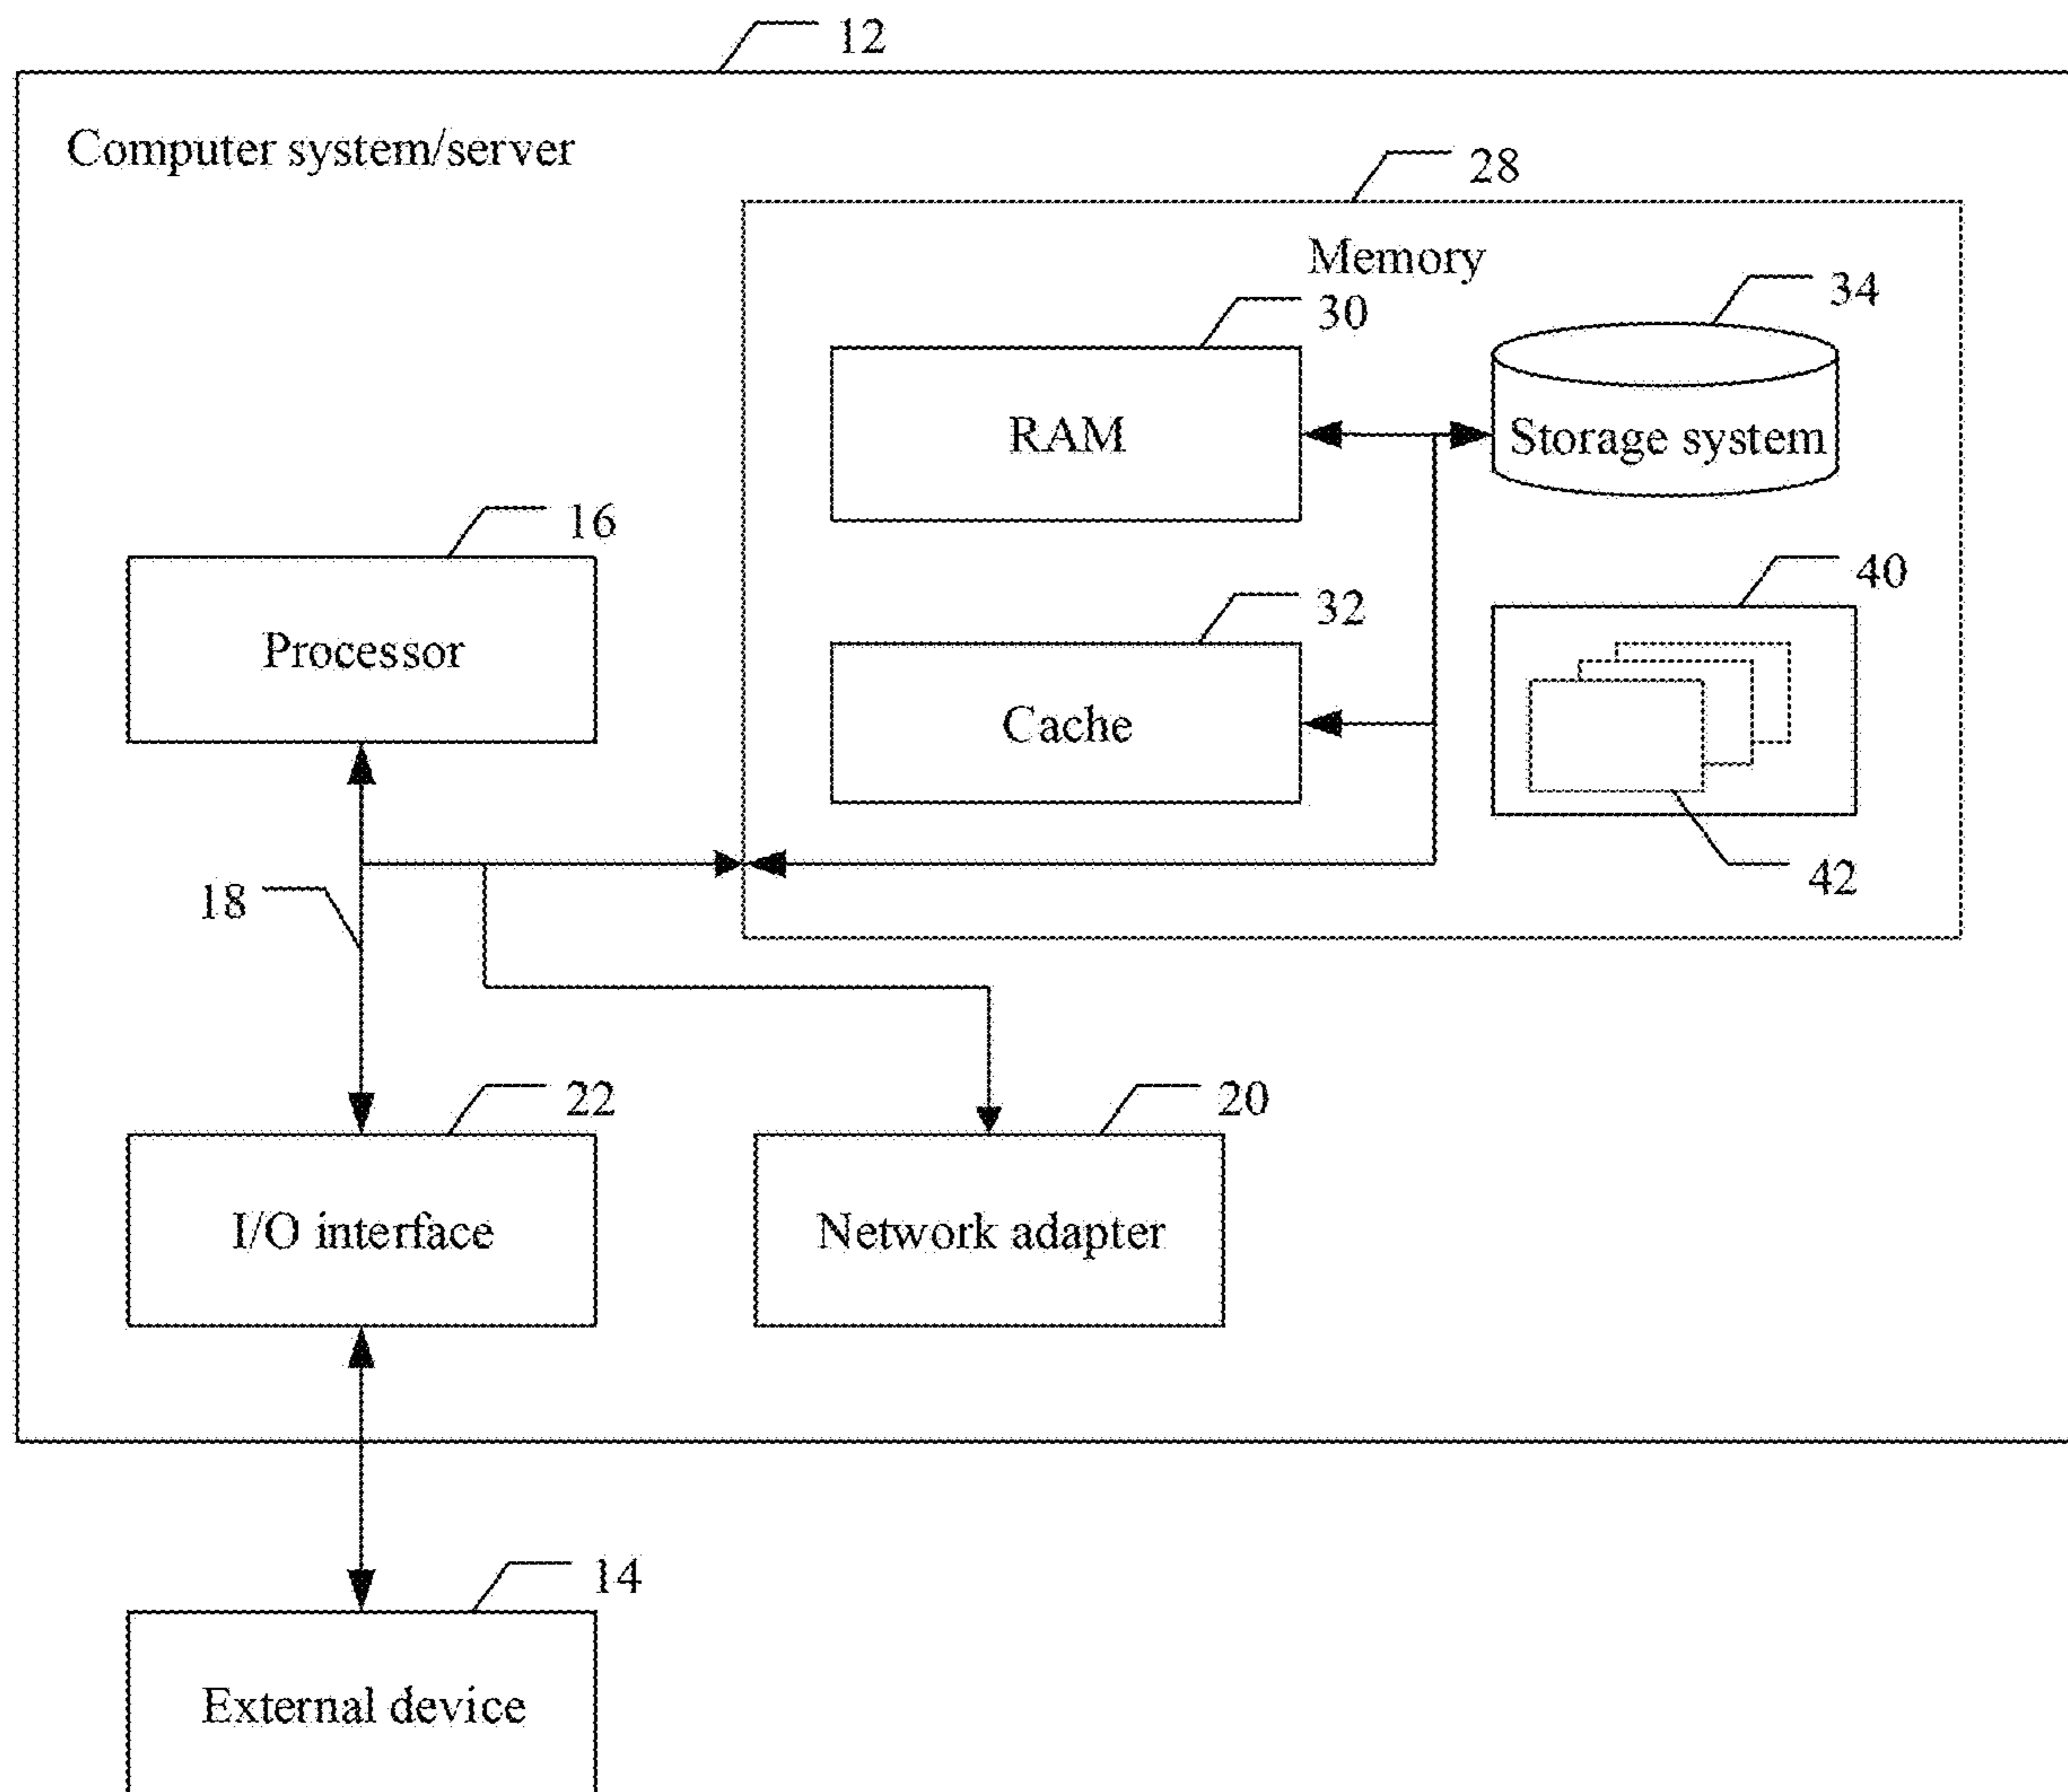 12
Computer system/server
28
Memory
34
30
RAM
Storage system
16
40
32
Processor
Cache
42
18
22
20
I/O interface
Network adapter
14
External device